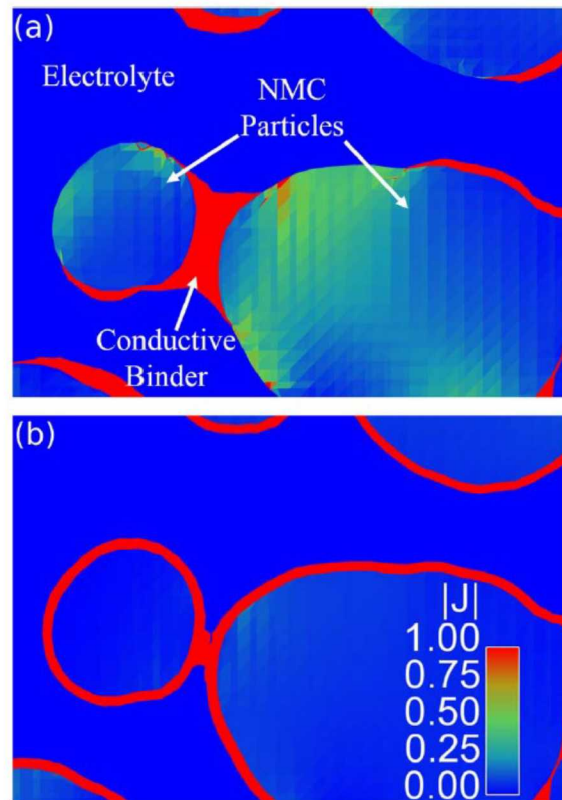 (a)
Electrolyte
NMC
Particles
Conductive
Binder
(b)
|J|
1.00
0.75
0.50
0.25
0.00